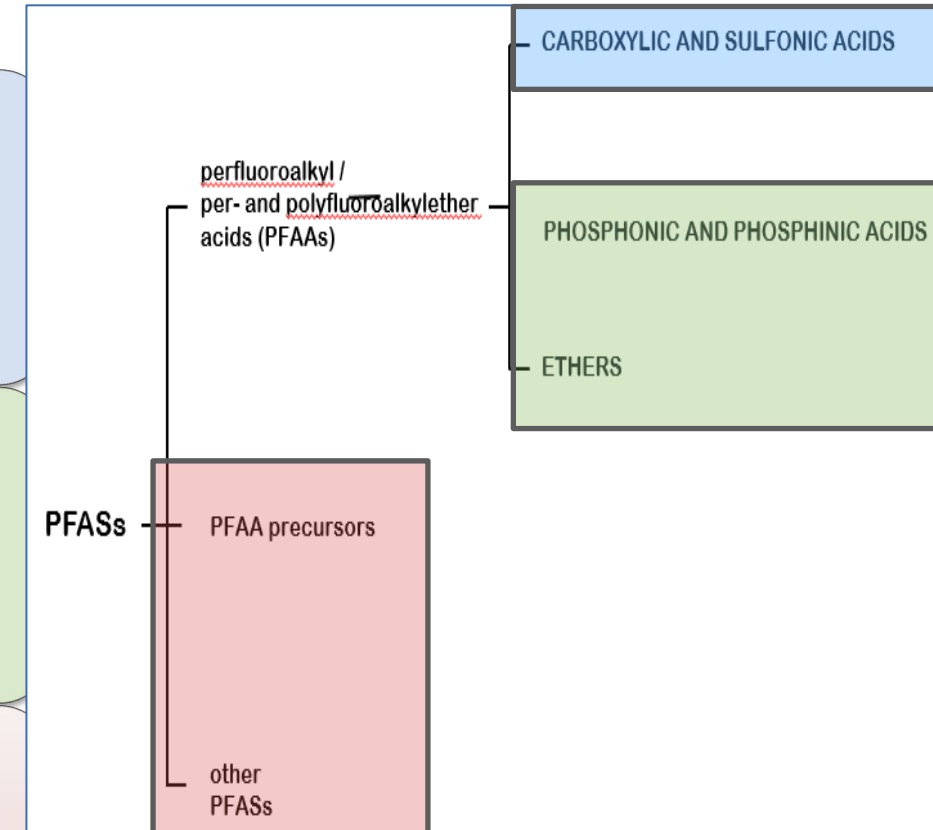 CARBOXYLIC AND SULFONIC ACIDS
perfluoroalkyl /
per- and polyfluoroalkylether
acids (PFAAs)
PHOSPHONIC AND PHOSPHINIC ACIDS
ETHERS
PFASs
PFAA precursors
other
PFASs